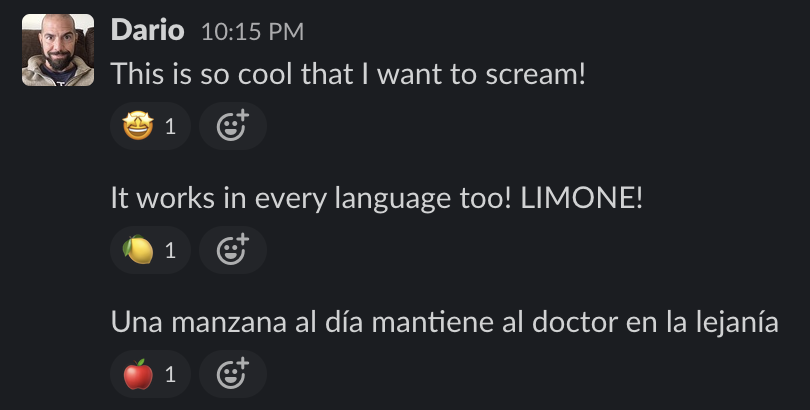 Dario 10:15 PM
This is so cool that I want to scream!
🤩 1
It works in every language too! LIMONE!
🍋 1
Una manzana al día mantiene al doctor en la lejanía
🍎 1